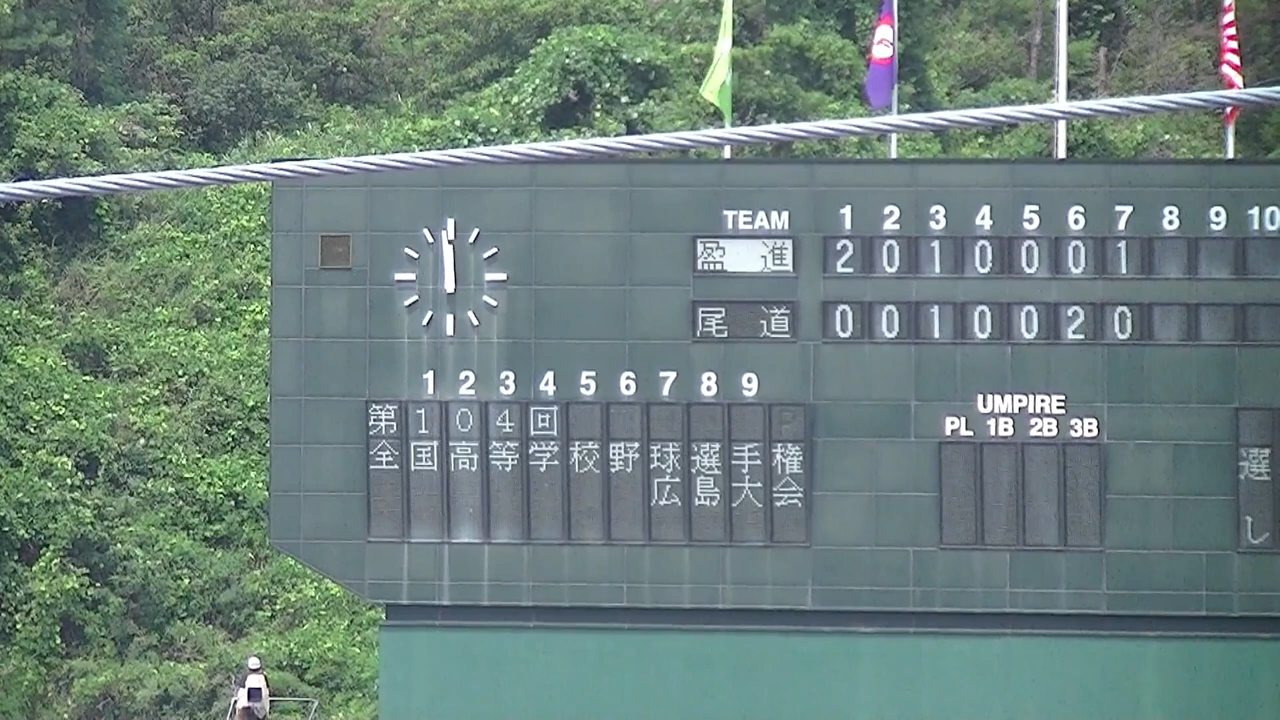 TEAM 1 2 3 4 5 6 7 8 9 10
盈進 2 0 1 0 0 0 1
尾道 0 0 1 0 0 2 0
1 2 3 4 5 6 7 8 9
第104回
全国高等学校野球選手権
広島大会
UMPIRE
PL 1B 2B 3B
選
し